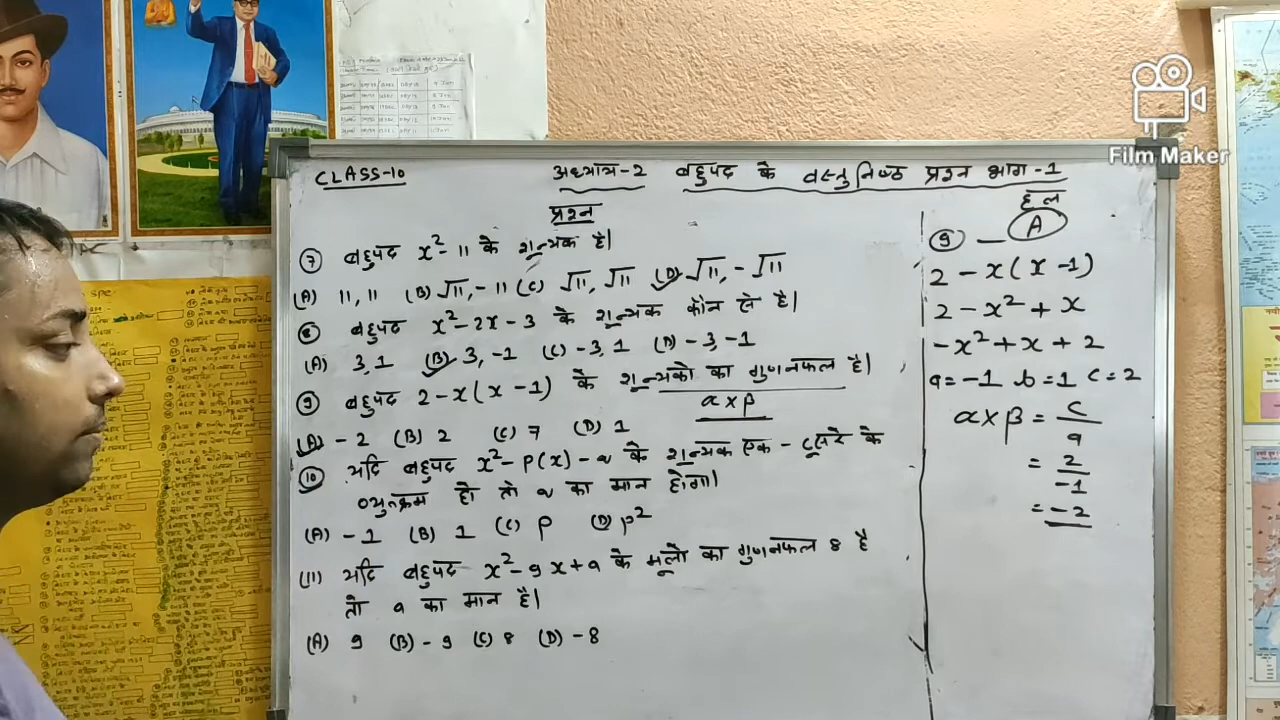 CLASS-10
अध्याय-2 बहुपद के वस्तुनिष्ठ प्रश्न भाग-1
प्रश्न
⑦ बहुपद x²- 11 के शून्यक है।
(A) 11, 11 (B) √11, - 11 (C) √11, √11 (D) √11, - √11
⑧ बहुपद x²- 2x - 3 के शून्यक कौन से है।
(A) 3, 1 (B) 3, -1 (C) -3, 1 (D) -3, -1
⑨ बहुपद 2 - x( x - 1) के शून्यको का गुणनफल है।
α x β
(A) - 2 (B) 2 (C) 7 (D) 1
⑩ यदि बहुपद x²- P(x) - a के शून्यक एक - दूसरे के
व्युत्क्रम हो तो a का मान होगा।
(A) - 1 (B) 1 (C) P (D) P²
(11) यदि बहुपद x²- 9x + a के मूलो का गुणनफल 8 है
तो a का मान है।
(A) 9 (B) - 9 (C) 8 (D) - 8
हल
⑨ — A
2 - x( x - 1)
2 - x² + x
- x² + x + 2
a = -1 b = 1 c = 2
α x β = c/a
= 2/-1
= -2
Film Maker